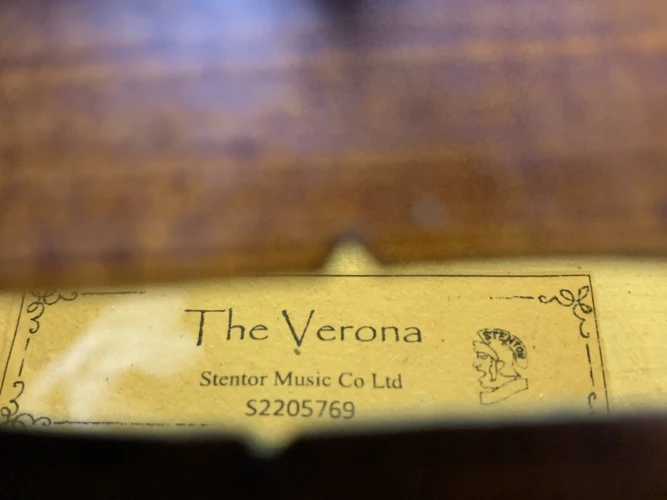 The Verona
STENTOR
Stentor Music Co Ltd
S2205769